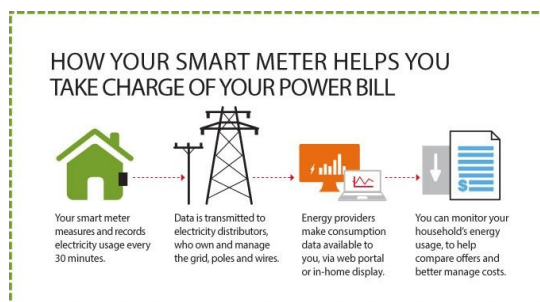 HOW YOUR SMART METER HELPS YOU
TAKE CHARGE OF YOUR POWER BILL
Your smart meter
measures and records
electricity usage every
30 minutes.
Data is transmitted to
electricity distributors,
who own and manage
the grid, poles and wires.
Energy providers
make consumption
data available to
you, via web portal
or in-home display.
$
You can monitor your
household's energy
usage, to help
compare offers and
better manage costs.